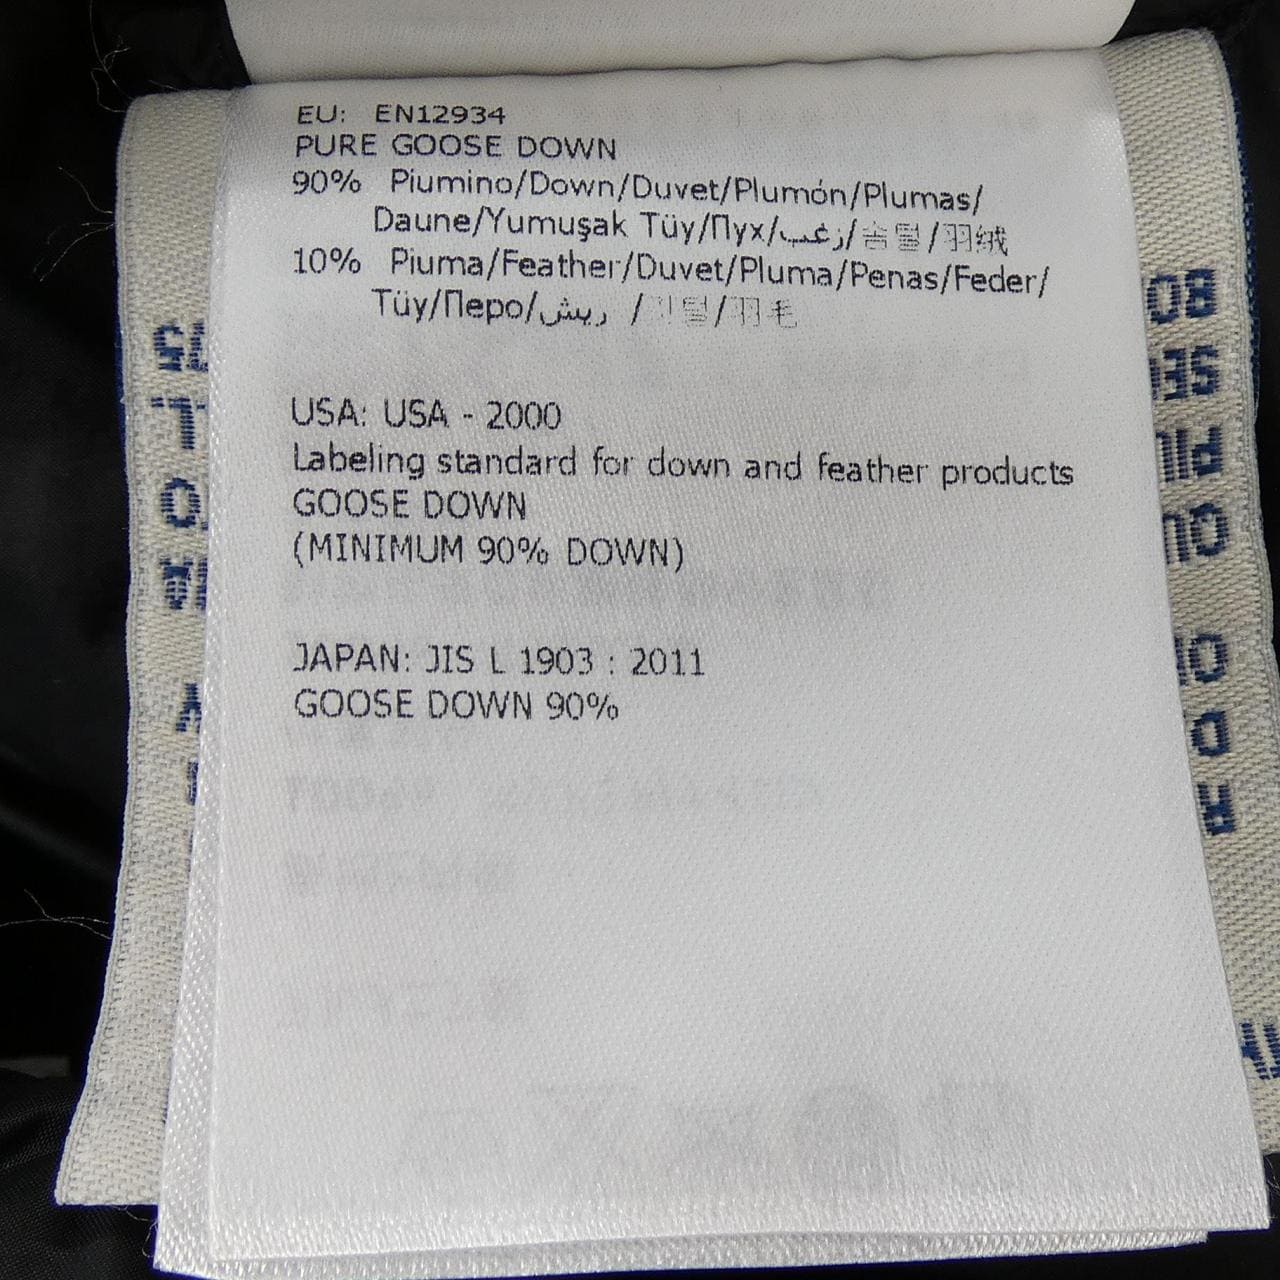 EU: EN12934
PURE GOOSE DOWN
90% Piumino/Down/Duvet/Plumón/Plumas/
Daune/Yumuşak Tüy/Пух/زغب/솜털/羽绒
10% Piuma/Feather/Duvet/Pluma/Penas/Feder/
Tüy/Перо/ريش /깃털/羽毛
USA: USA - 2000
Labeling standard for down and feather products
GOOSE DOWN
(MINIMUM 90% DOWN)
JAPAN: JIS L 1903 : 2011
GOOSE DOWN 90%